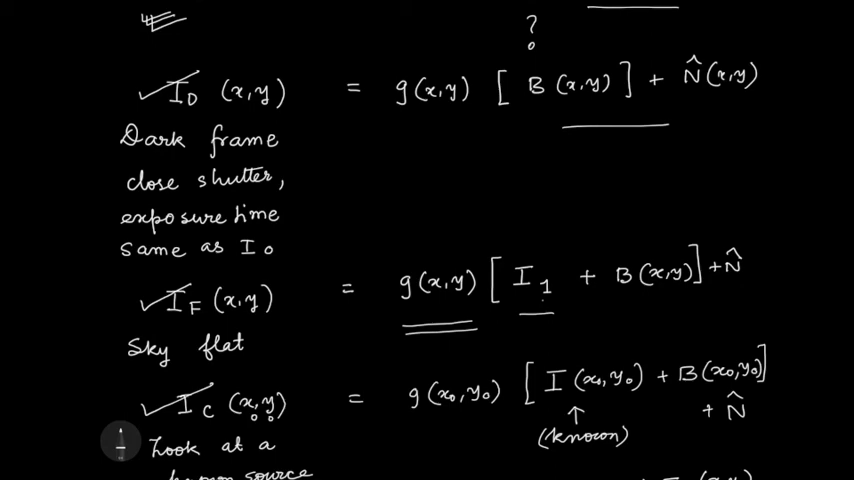 ?
I_D (x,y) = g(x,y) [ B (x,y) ] + N̂(x,y)
Dark frame
close shutter,
exposure time
same as I_0
I_F (x,y) = g(x,y) [ I_1 + B(x,y) ] + N̂
Sky flat
I_C (x_0,y_0) = g(x_0,y_0) [ I (x_0,y_0) + B(x_0,y_0) ]
+ N̂
↑
(known)
Look at a